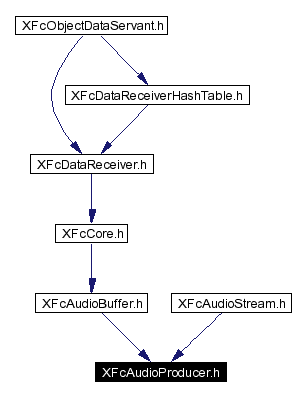 XFcObjectDataServant.h
XFcDataReceiverHashTable.h
XFcDataReceiver.h
XFcCore.h
XFcAudioBuffer.h
XFcAudioStream.h
XFcAudioProducer.h